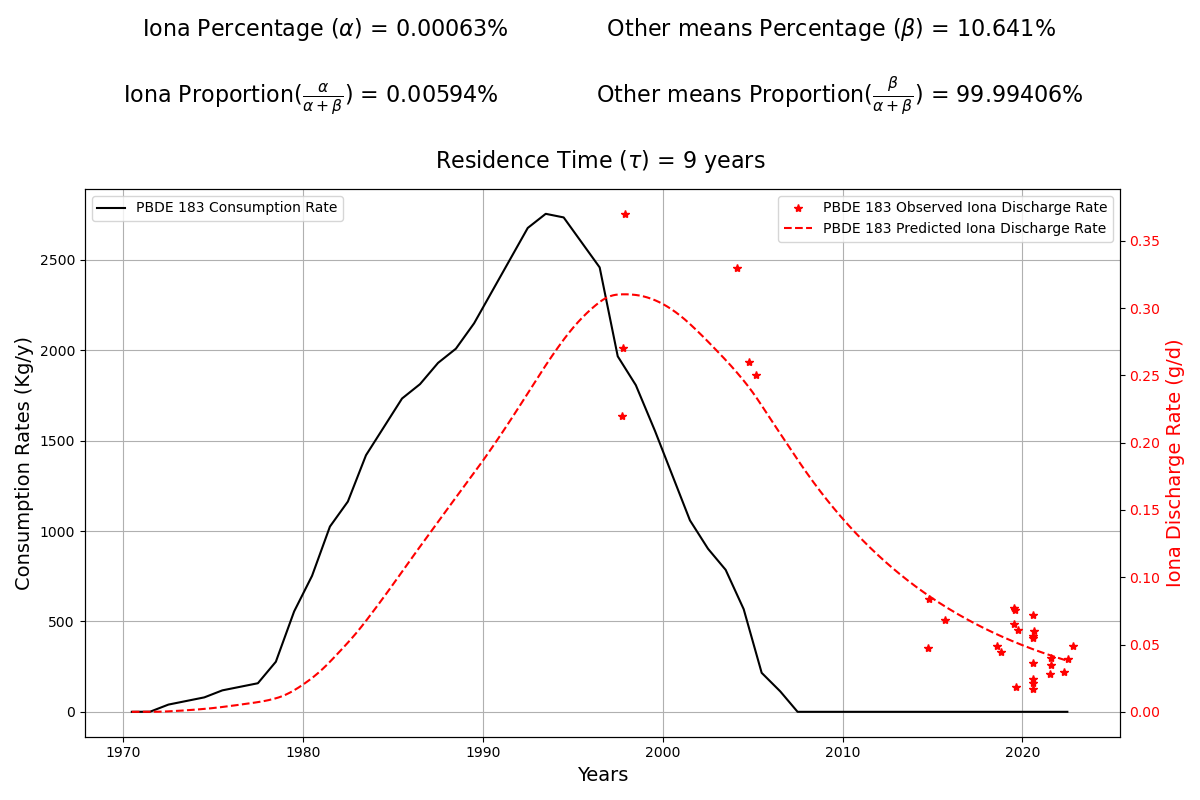 Iona Percentage (α) = 0.00063% Other means Percentage (β) = 10.641%
Iona Proportion(α/(α+β)) = 0.00594% Other means Proportion(β/(α+β)) = 99.99406%
Residence Time (τ) = 9 years
PBDE 183 Consumption Rate
PBDE 183 Observed Iona Discharge Rate
PBDE 183 Predicted Iona Discharge Rate
Consumption Rates (Kg/y)
2500
2000
1500
1000
500
0
0.35
0.30
0.25
0.20
0.15
0.10
0.05
0.00
Iona Discharge Rate (g/d)
1970 1980 1990 2000 2010 2020
Years